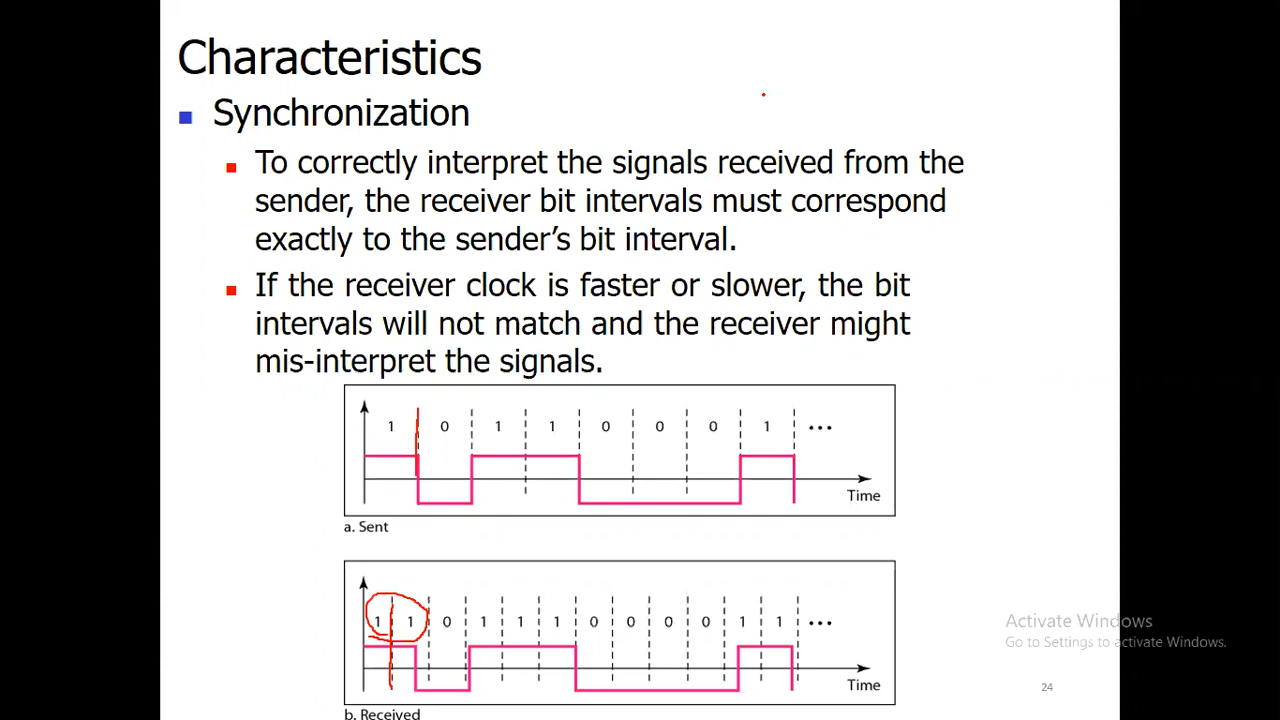 Characteristics
Synchronization
To correctly interpret the signals received from the
sender, the receiver bit intervals must correspond
exactly to the sender's bit interval.
If the receiver clock is faster or slower, the bit
intervals will not match and the receiver might
mis-interpret the signals.
1 0 1 1 0 0 0 1 •••
Time
a. Sent
1 1 0 1 1 1 0 0 0 0 1 1 •••
Activate Windows
Go to Settings to activate Windows.
Time
24
b. Received